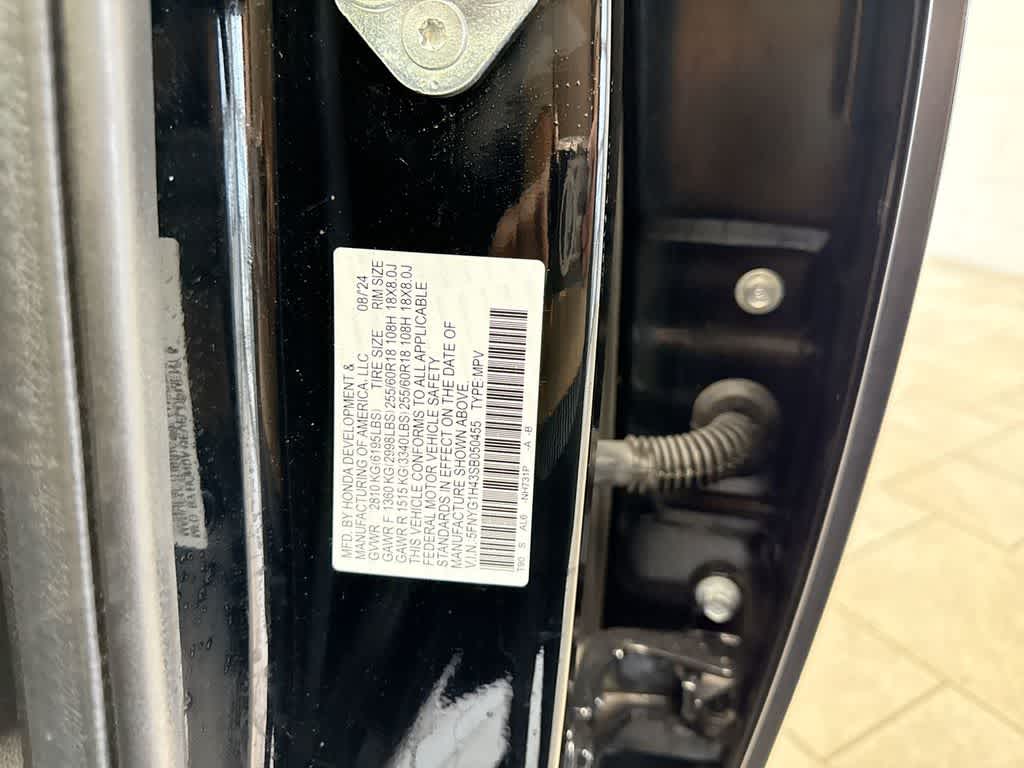 MFD. BY HONDA DEVELOPMENT &
MANUFACTURING OF AMERICA, LLC 08/24
GVWR 2810 KG(6195LBS) TIRE SIZE RIM SIZE
GAWR F 1360 KG(2998LBS) 255/60R18 108H 18X8.0J
GAWR R 1515 KG(3340LBS) 255/60R18 108H 18X8.0J
THIS VEHICLE CONFORMS TO ALL APPLICABLE
FEDERAL MOTOR VEHICLE SAFETY
STANDARDS IN EFFECT ON THE DATE OF
MANUFACTURE SHOWN ABOVE.
V.I.N.:5FNYG1H43SB050455 TYPE:MPV
T90 S AL6 NH731P -A -B